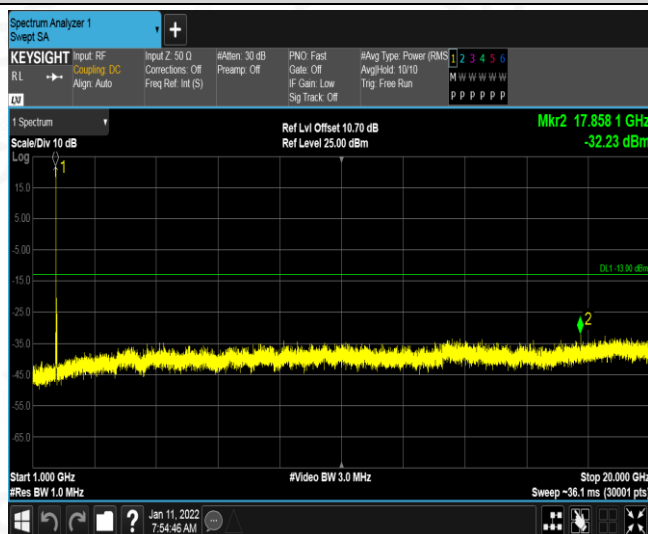 Spectrum Analyzer 1
Swept SA
+
KEYSIGHT
RL
LXI
Input: RF
Coupling: DC
Align: Auto
Input Z: 50 Ω
Corrections: Off
Freq Ref: Int (S)
#Atten: 30 dB
Preamp: Off
PNO: Fast
Gate: Off
IF Gain: Low
Sig Track: Off
#Avg Type: Power (RMS
Avg|Hold: 10/10
Trig: Free Run
1 2 3 4 5 6
M W W W W W
P P P P P P
1 Spectrum
Scale/Div 10 dB
Log
Ref Lvl Offset 10.70 dB
Ref Level 25.00 dBm
Mkr2 17.858 1 GHz
-32.23 dBm
1
15.0
5.00
-5.00
DL1 -13.00 dBm
-15.0
-25.0
2
-35.0
-45.0
-55.0
-65.0
Start 1.000 GHz
#Res BW 1.0 MHz
#Video BW 3.0 MHz
Stop 20.000 GHz
Sweep ~36.1 ms (30001 pts)
?
Jan 11, 2022
7:54:46 AM